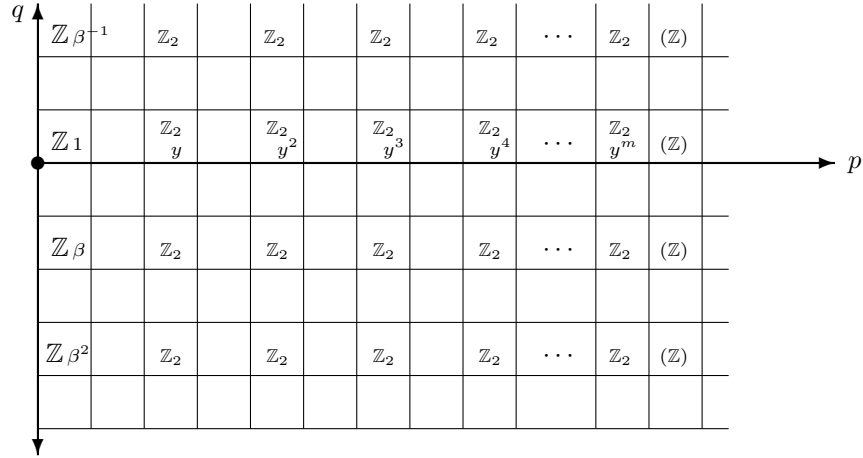 q
ℤ β⁻¹ ℤ₂ ℤ₂ ℤ₂ ℤ₂ ··· ℤ₂ (ℤ)
ℤ 1 ℤ₂ y ℤ₂ y² ℤ₂ y³ ℤ₂ y⁴ ··· ℤ₂ yᵐ (ℤ)
p
ℤ β ℤ₂ ℤ₂ ℤ₂ ℤ₂ ··· ℤ₂ (ℤ)
ℤ β² ℤ₂ ℤ₂ ℤ₂ ℤ₂ ··· ℤ₂ (ℤ)